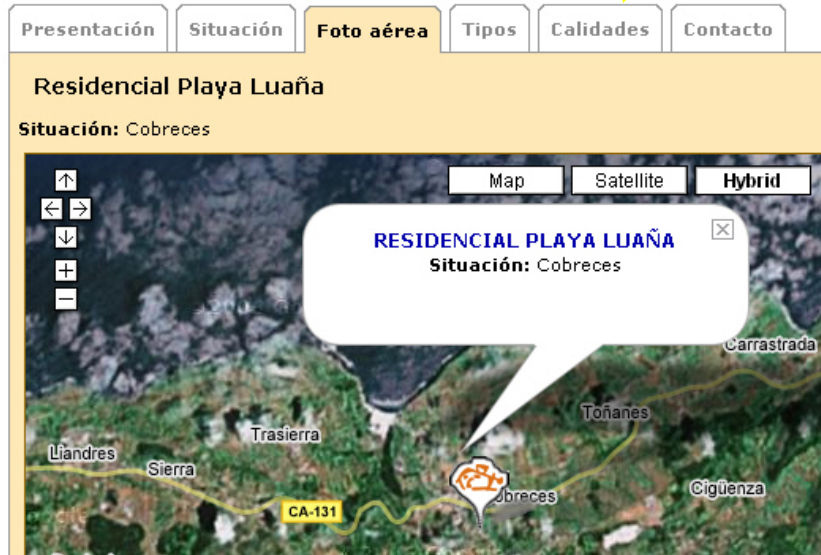 Presentación
Situación
Foto aérea
Tipos
Calidades
Contacto
Residencial Playa Luaña
Situación: Cobreces
Map
Satellite
Hybrid
RESIDENCIAL PLAYA LUAÑA
Situación: Cobreces
Carrastrada
Toñanes
Trasierra
Liandres
Sierra
Cigüenza
CA-131